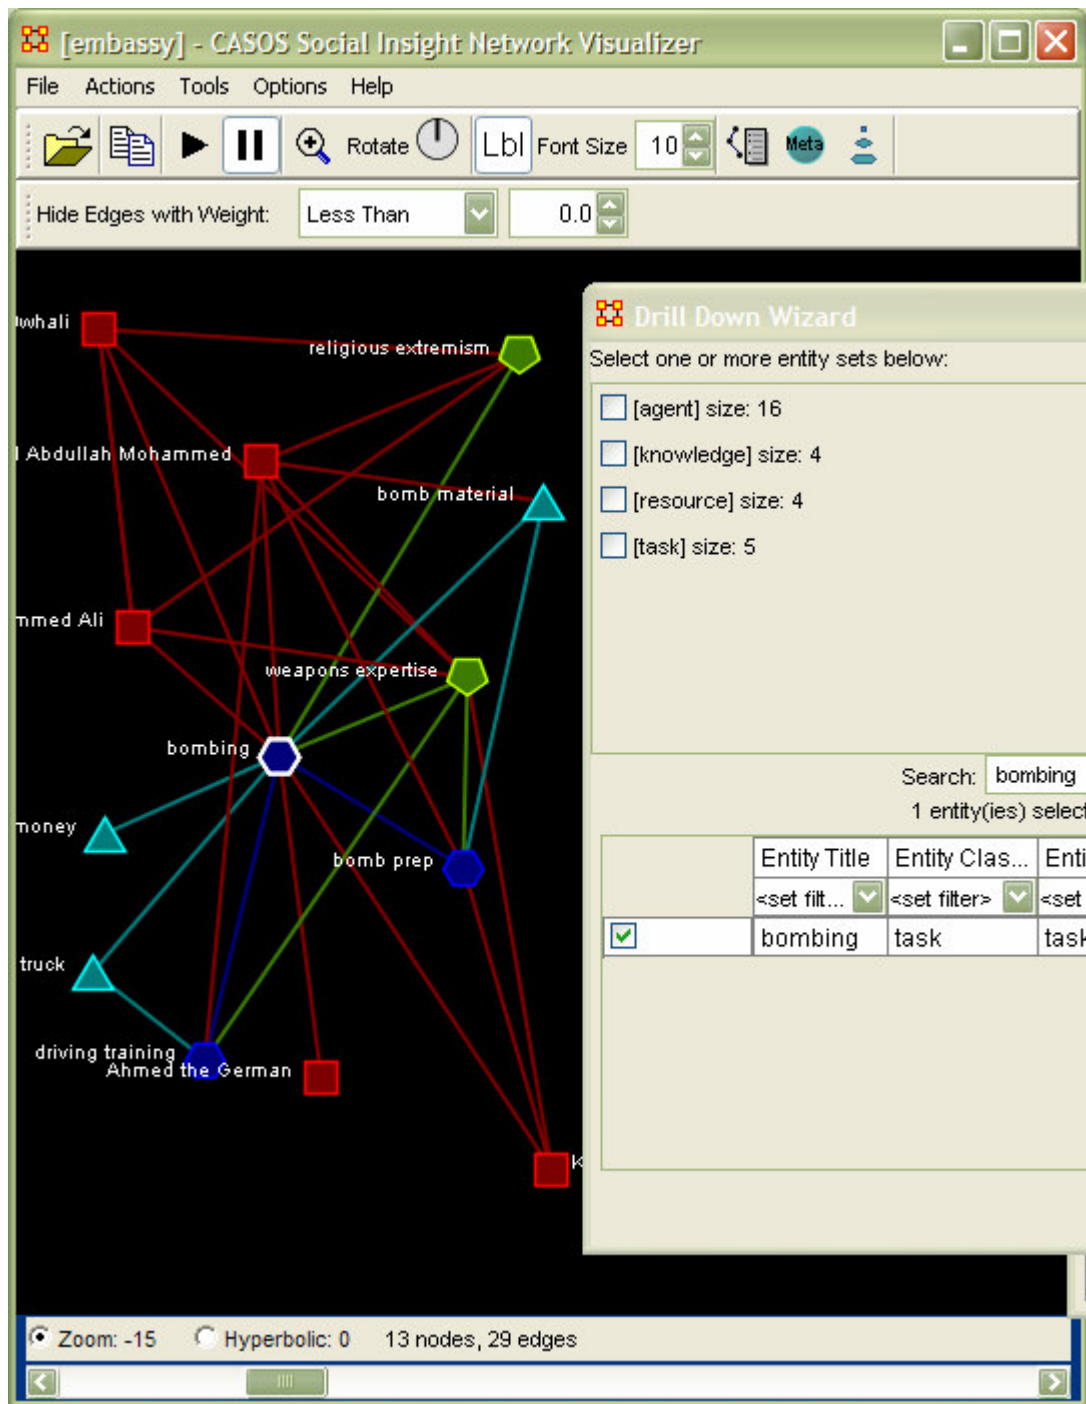 [embassy] - CASOS Social Insight Network Visualizer
File Actions Tools Options Help
Rotate Lbl Font Size 10 Meta
Hide Edges with Weight: Less Than 0.0
whali
religious extremism
Abdullah Mohammed
bomb material
mmed Ali
weapons expertise
bombing
money
bomb prep
truck
driving training
Ahmed the German
k
Drill Down Wizard
Select one or more entity sets below:
[agent] size: 16
[knowledge] size: 4
[resource] size: 4
[task] size: 5
Search: bombing
1 entity(ies) select
Entity Title Entity Clas... Enti
<set filt... <set filter> <set
bombing task task
Zoom: -15 Hyperbolic: 0 13 nodes, 29 edges